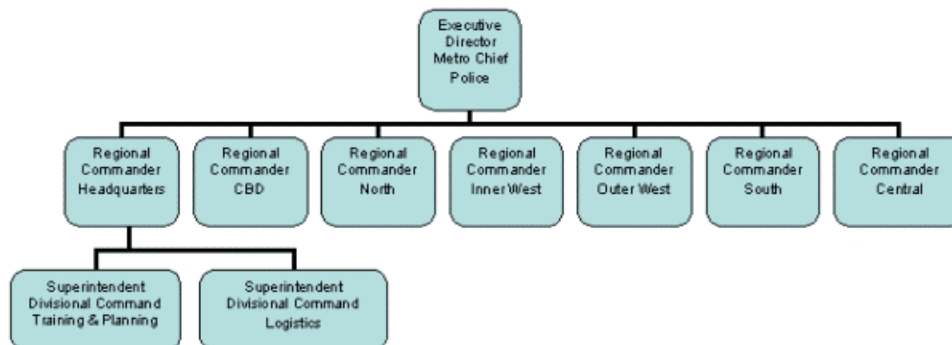 Executive
Director
Metro Chief
Police
Regional
Commander
Headquarters
Regional
Commander
CBD
Regional
Commander
North
Regional
Commander
Inner West
Regional
Commander
Outer West
Regional
Commander
South
Regional
Commander
Central
Superintendent
Divisional Command
Training & Planning
Superintendent
Divisional Command
Logistics